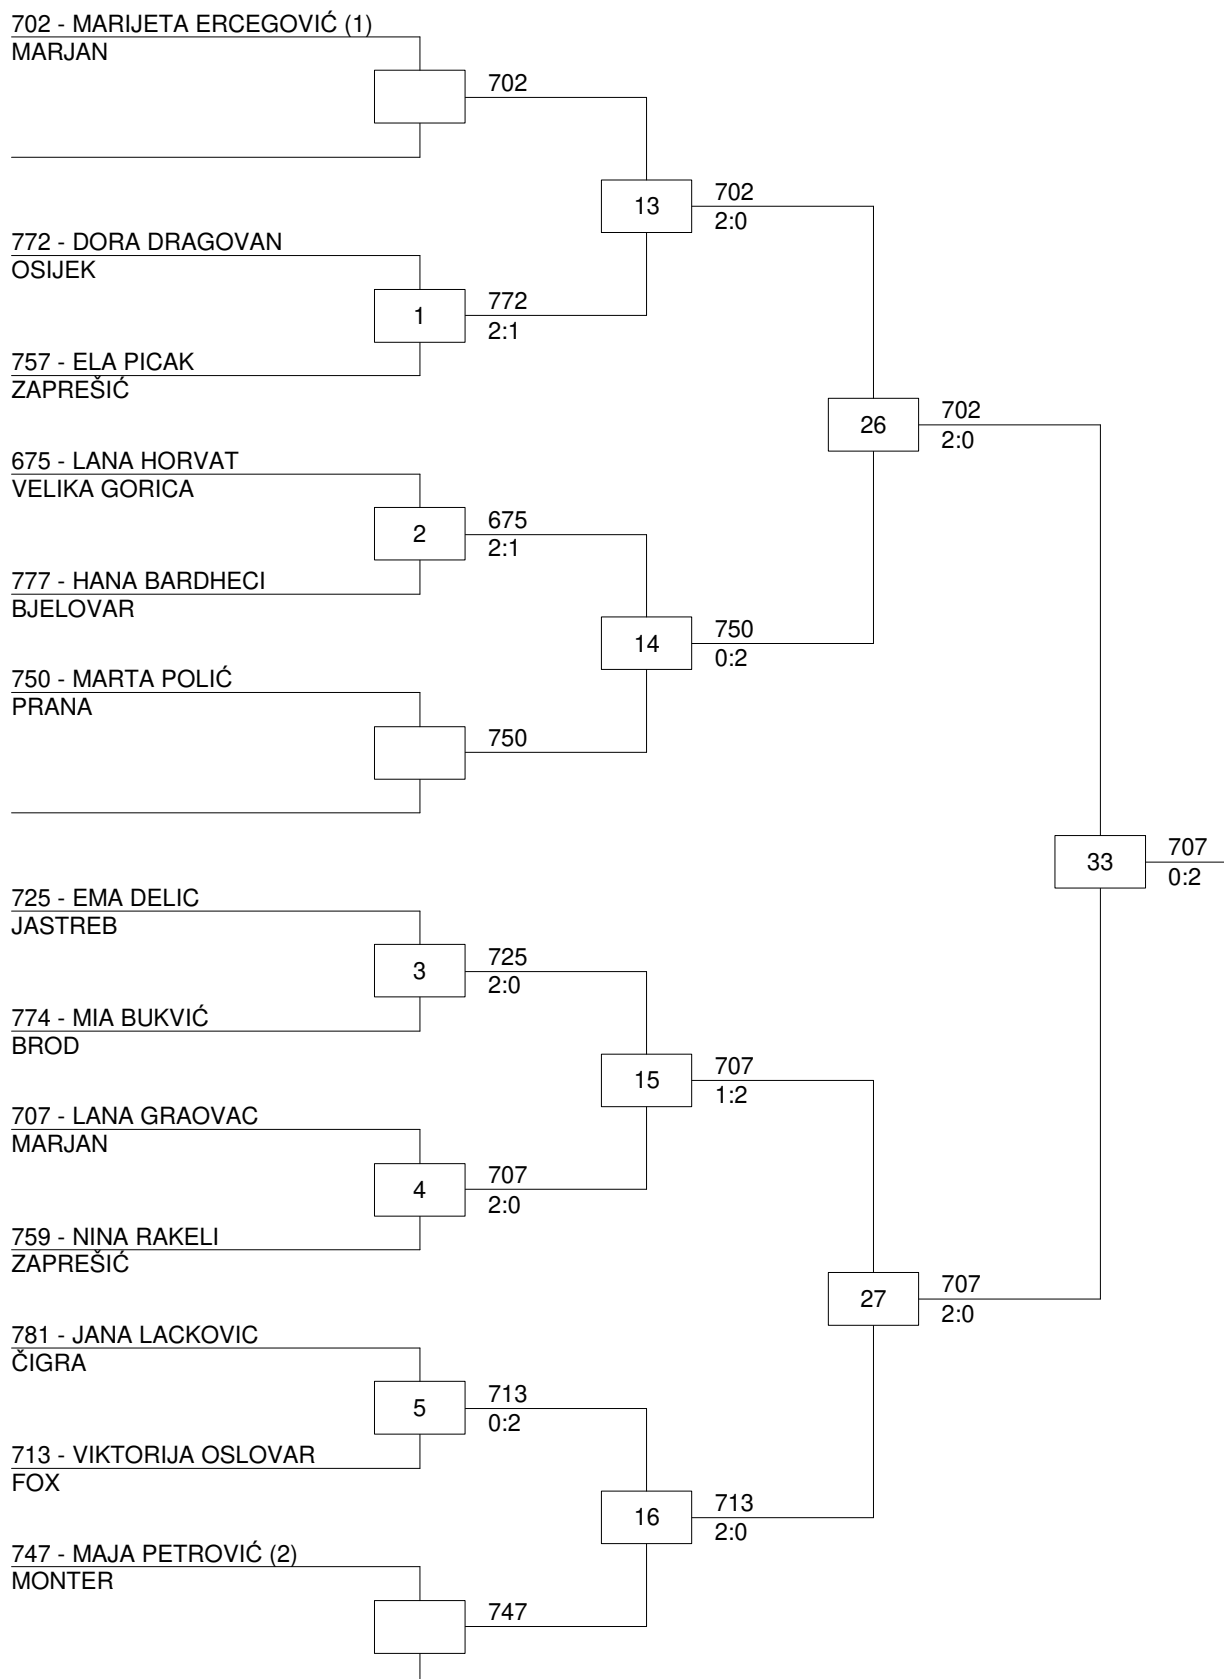 702 - MARIJETA ERCEGOVIĆ (1)
MARJAN
702
13
702
2:0
772 - DORA DRAGOVAN
OSIJEK
1
772
2:1
757 - ELA PICAK
ZAPREŠIĆ
26
702
2:0
675 - LANA HORVAT
VELIKA GORICA
2
675
2:1
777 - HANA BARDHECI
BJELOVAR
14
750
0:2
750 - MARTA POLIĆ
PRANA
750
33
707
0:2
725 - EMA DELIC
JASTREB
3
725
2:0
774 - MIA BUKVIĆ
BROD
15
707
1:2
707 - LANA GRAOVAC
MARJAN
4
707
2:0
759 - NINA RAKELI
ZAPREŠIĆ
27
707
2:0
781 - JANA LACKOVIC
ČIGRA
5
713
0:2
713 - VIKTORIJA OSLOVAR
FOX
16
713
2:0
747 - MAJA PETROVIĆ (2)
MONTER
747